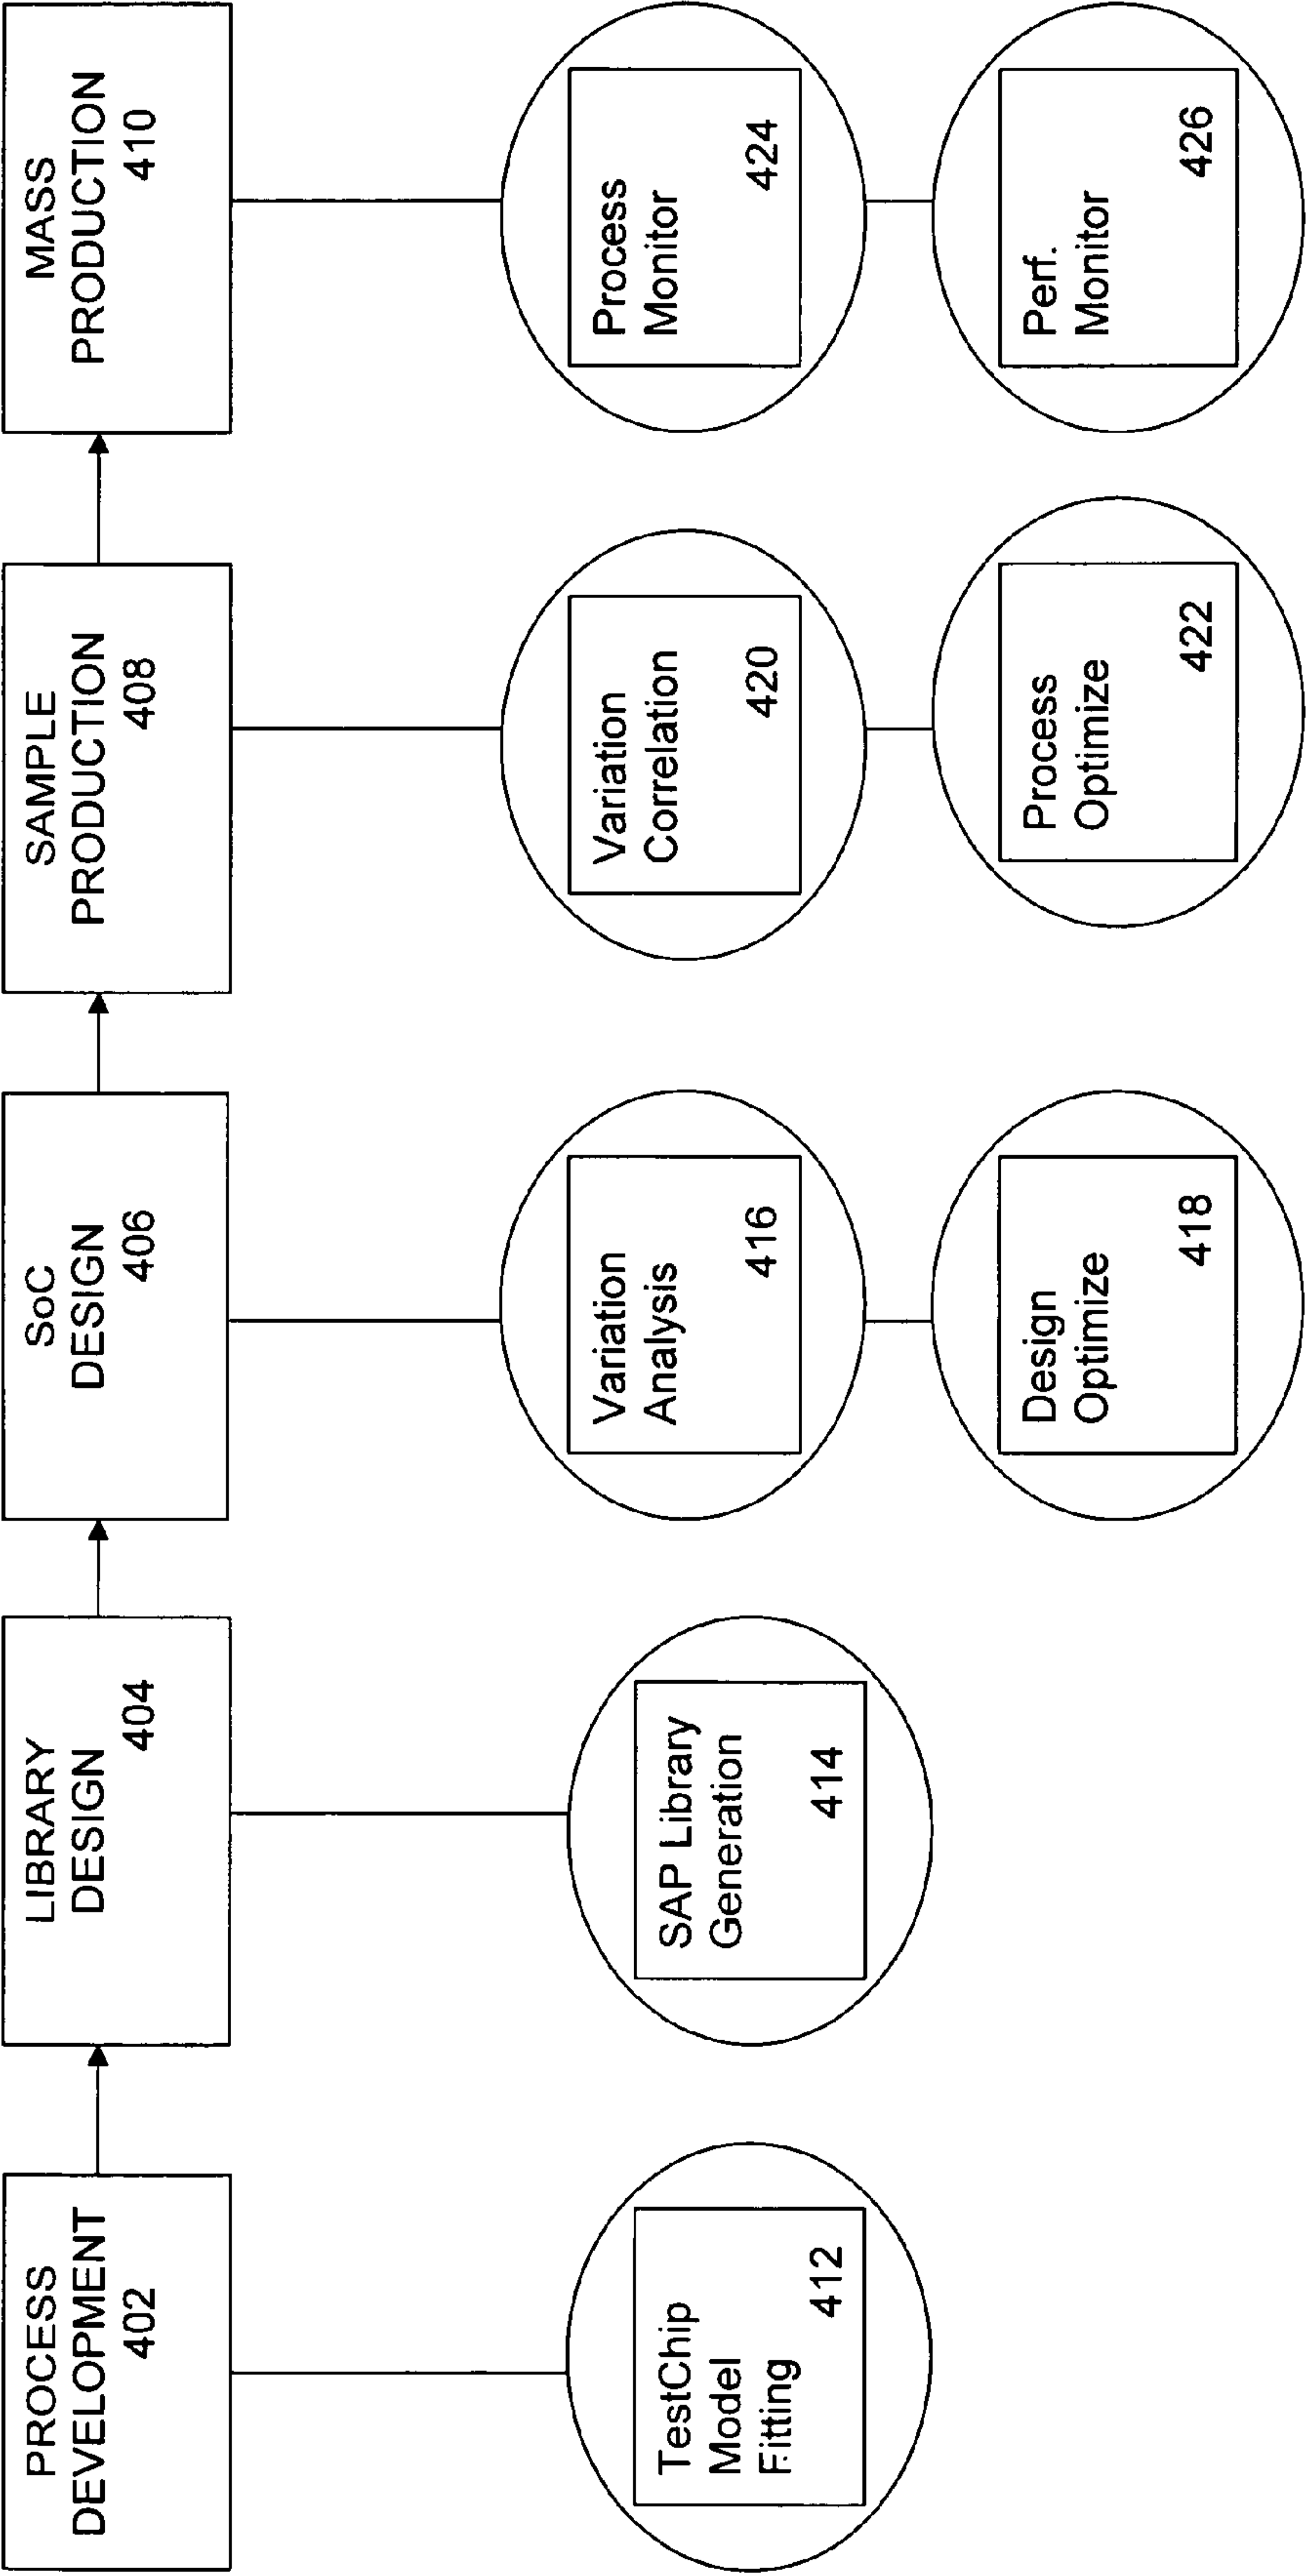 PROCESS
DEVELOPMENT
402
LIBRARY
DESIGN
404
SoC
DESIGN
406
SAMPLE
PRODUCTION
408
MASS
PRODUCTION
410
TestChip
Model
Fitting
412
SAP Library
Generation
414
Variation
Analysis
416
Design
Optimize
418
Variation
Correlation
420
Process
Optimize
422
Process
Monitor
424
Perf.
Monitor
426